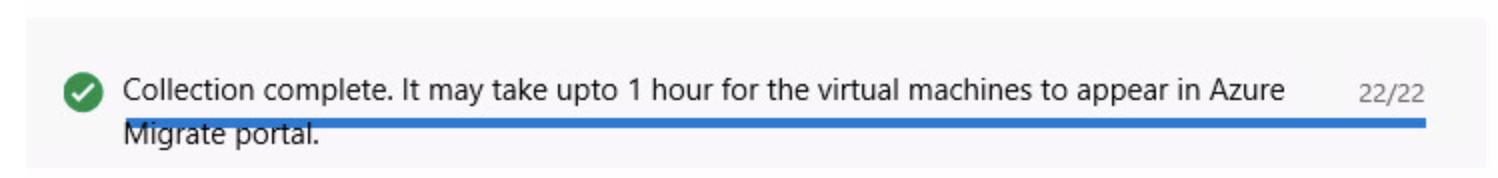 Collection complete. It may take upto 1 hour for the virtual machines to appear in Azure 22/22
Migrate portal.